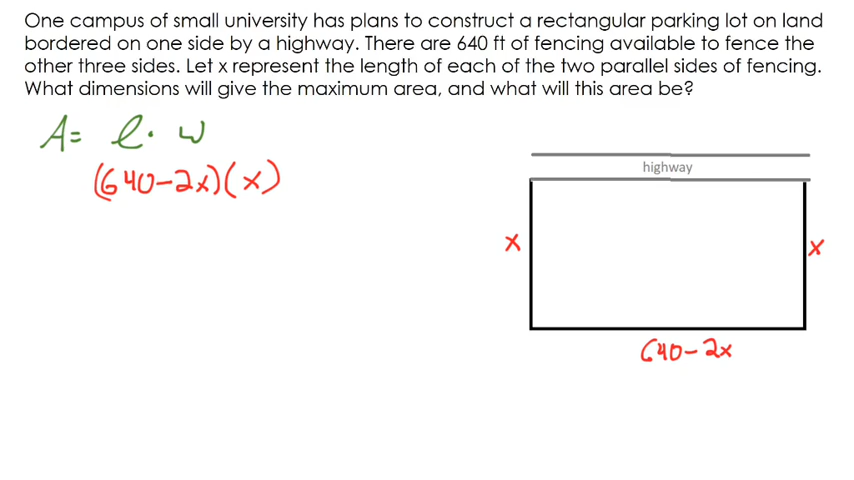 One campus of small university has plans to construct a rectangular parking lot on land
bordered on one side by a highway. There are 640 ft of fencing available to fence the
other three sides. Let x represent the length of each of the two parallel sides of fencing.
What dimensions will give the maximum area, and what will this area be?
A= l · w
(640-2x)(x)
highway
x
x
640-2x